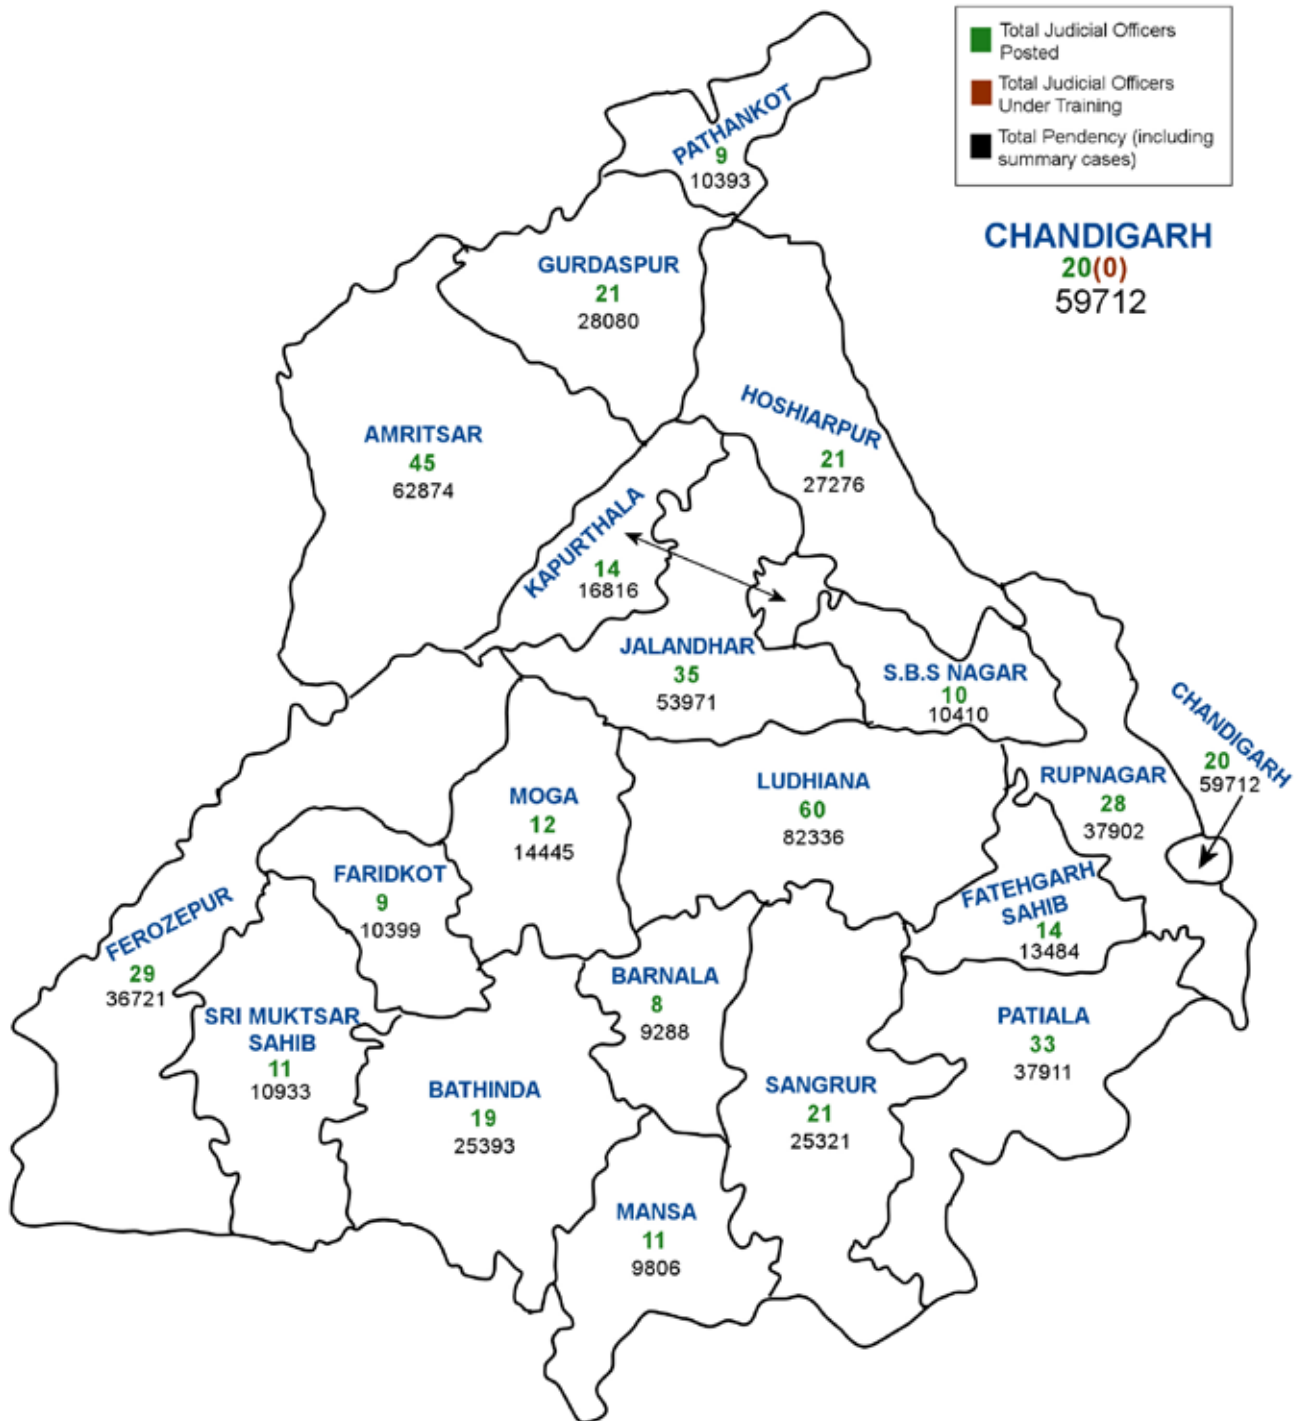 Total Judicial Officers
Posted
Total Judicial Officers
Under Training
Total Pendency (including
summary cases)
CHANDIGARH
20(0)
59712
PATHANKOT
9
10393
GURDASPUR
21
28080
HOSHIARPUR
21
27276
AMRITSAR
45
62874
KAPURTHALA
14
16816
JALANDHAR
35
53971
S.B.S NAGAR
10
10410
CHANDIGARH
20
59712
RUPNAGAR
28
37902
LUDHIANA
60
82336
MOGA
12
14445
FARIDKOT
9
10399
FEROZEPUR
29
36721
FATEHGARH
SAHIB
14
13484
BARNALA
8
9288
SRI MUKTSAR
SAHIB
11
10933
PATIALA
33
37911
BATHINDA
19
25393
SANGRUR
21
25321
MANSA
11
9806